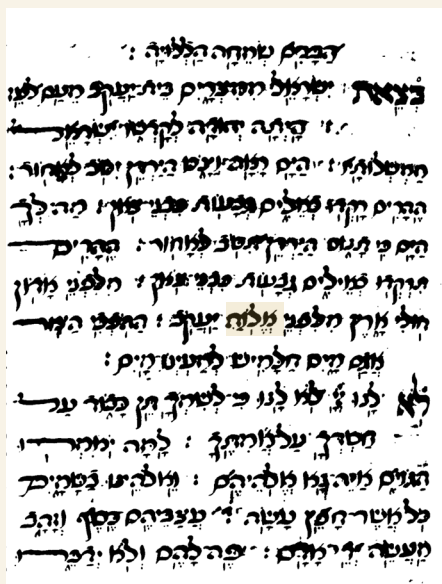 הבנים שמחה הללויה :
בצאת ישראל ממצרים בית יעקב מעם לעז
היתה יהודה לקדשו ישראל
ממשלותיו : הים ראה וינס הירדן יסב לאחור :
ההרים רקדו כאילים גבעות כבני צאן : מה לך
הים כי תנוס הירדן תסב לאחור : ההרים
תרקדו כאילים גבעות כבני צאן : מלפני אדון
חולי ארץ מלפני אלוה יעקב : ההפכי הצור
אגם מים חלמיש למעינו מים :
לא לנו יי לא לנו כי לשמך תן כבוד על
חסדך על אמתך : למה יאמרו
הגוים איה נא אלהיהם : ואלהינו בשמים
כל אשר חפץ עשה : עצביהם כסף וזהב
מעשה ידי אדם : פה להם ולא ידברו